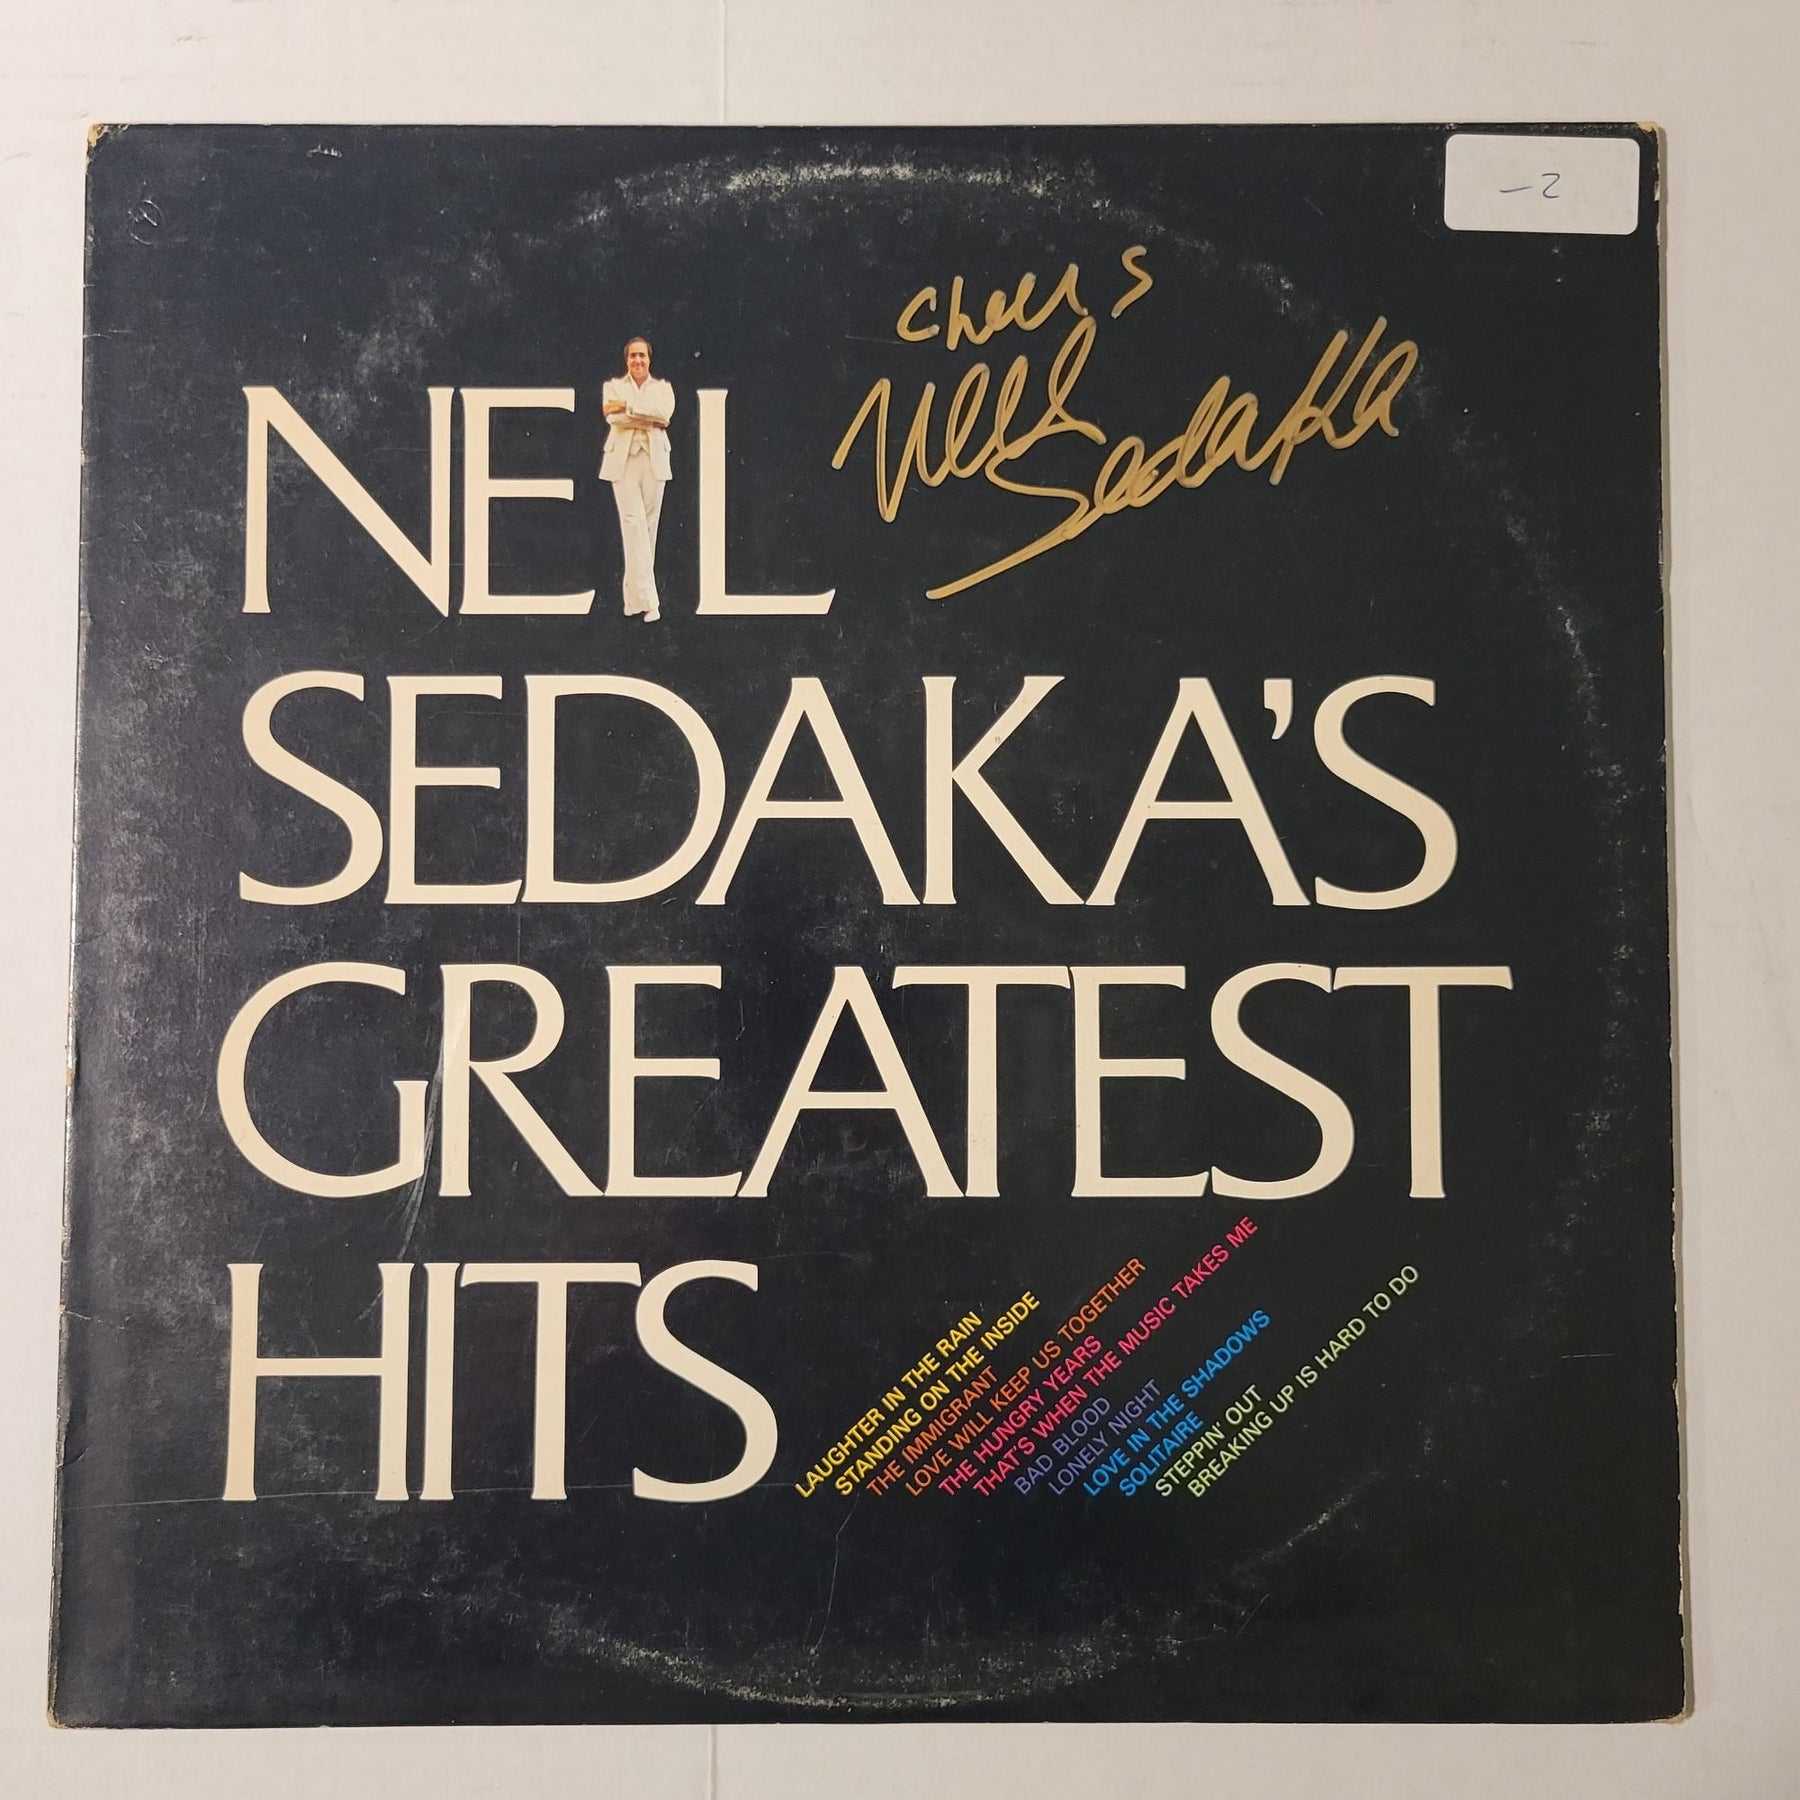 -2
Cheers
Neil
Sedaka
NEIL
SEDAKA'S
GREATEST
HITS
LAUGHTER IN THE RAIN
STANDING ON THE INSIDE
THE IMMIGRANT
LOVE WILL KEEP US TOGETHER
THE HUNGRY YEARS
THAT'S WHEN THE MUSIC TAKES ME
BAD BLOOD
LONELY NIGHT
LOVE IN THE SHADOWS
SOLITAIRE
STEPPIN' OUT
BREAKING UP IS HARD TO DO